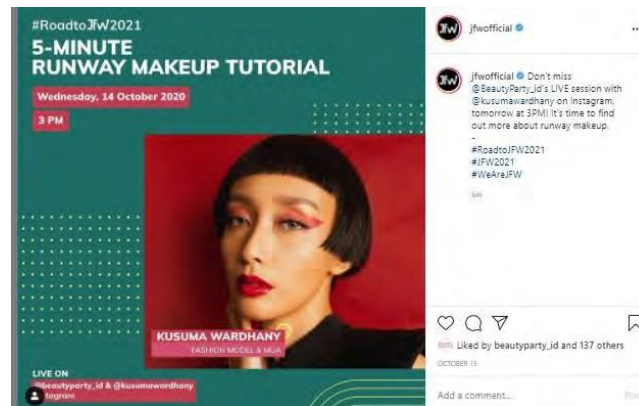 #RoadtoJFW2021
5-MINUTE
RUNWAY MAKEUP TUTORIAL
Wednesday, 14 October 2020
3 PM
KUSUMA WARDHANY
FASHION MODEL & MUA
LIVE ON
@beautyparty_id & @kusumawardhany
JFW
jfwofficial
JFW
jfwofficial Don't miss
@BeautyParty_id's LIVE session with
@kusumawardhany on Instagram,
tomorrow at 3PM! It's time to find
out more about runway makeup.
-
#RoadtoJFW2021
#JFW2021
#WeAreJFW
Liked by beautyparty_id and 137 others
OCTOBER 13
Add a comment...